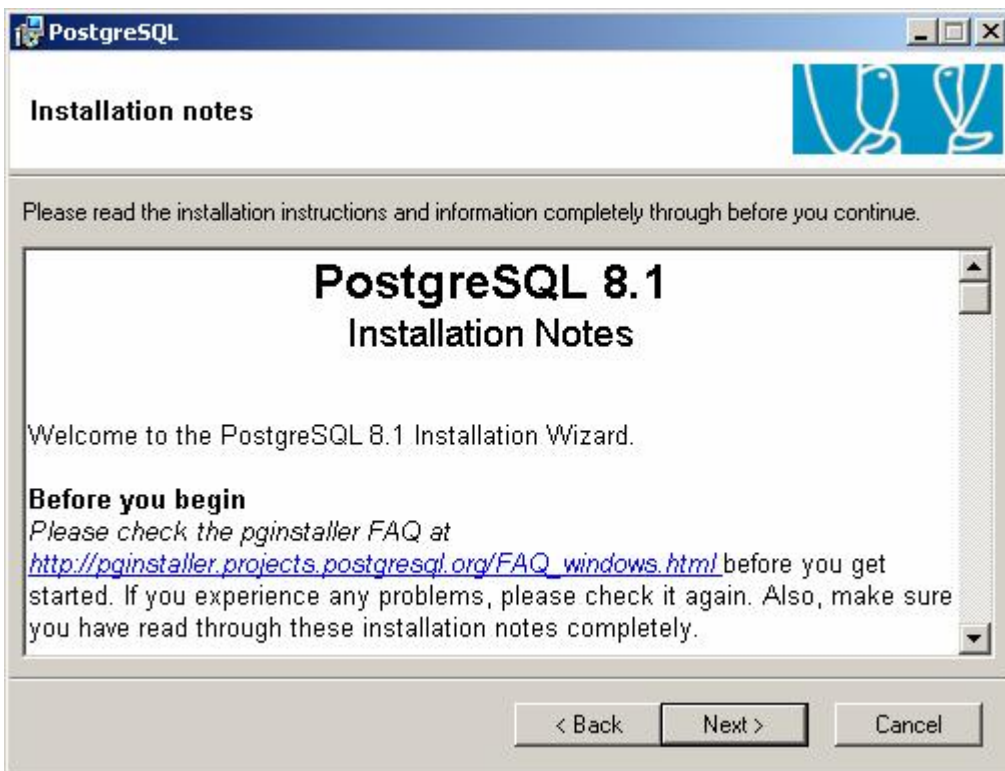 PostgreSQL
Installation notes
Please read the installation instructions and information completely through before you continue.
PostgreSQL 8.1
Installation Notes
Welcome to the PostgreSQL 8.1 Installation Wizard.
Before you begin
Please check the pginstaller FAQ at
http://pginstaller.projects.postgresql.org/FAQ_windows.html before you get
started. If you experience any problems, please check it again. Also, make sure
you have read through these installation notes completely.
< Back Next > Cancel